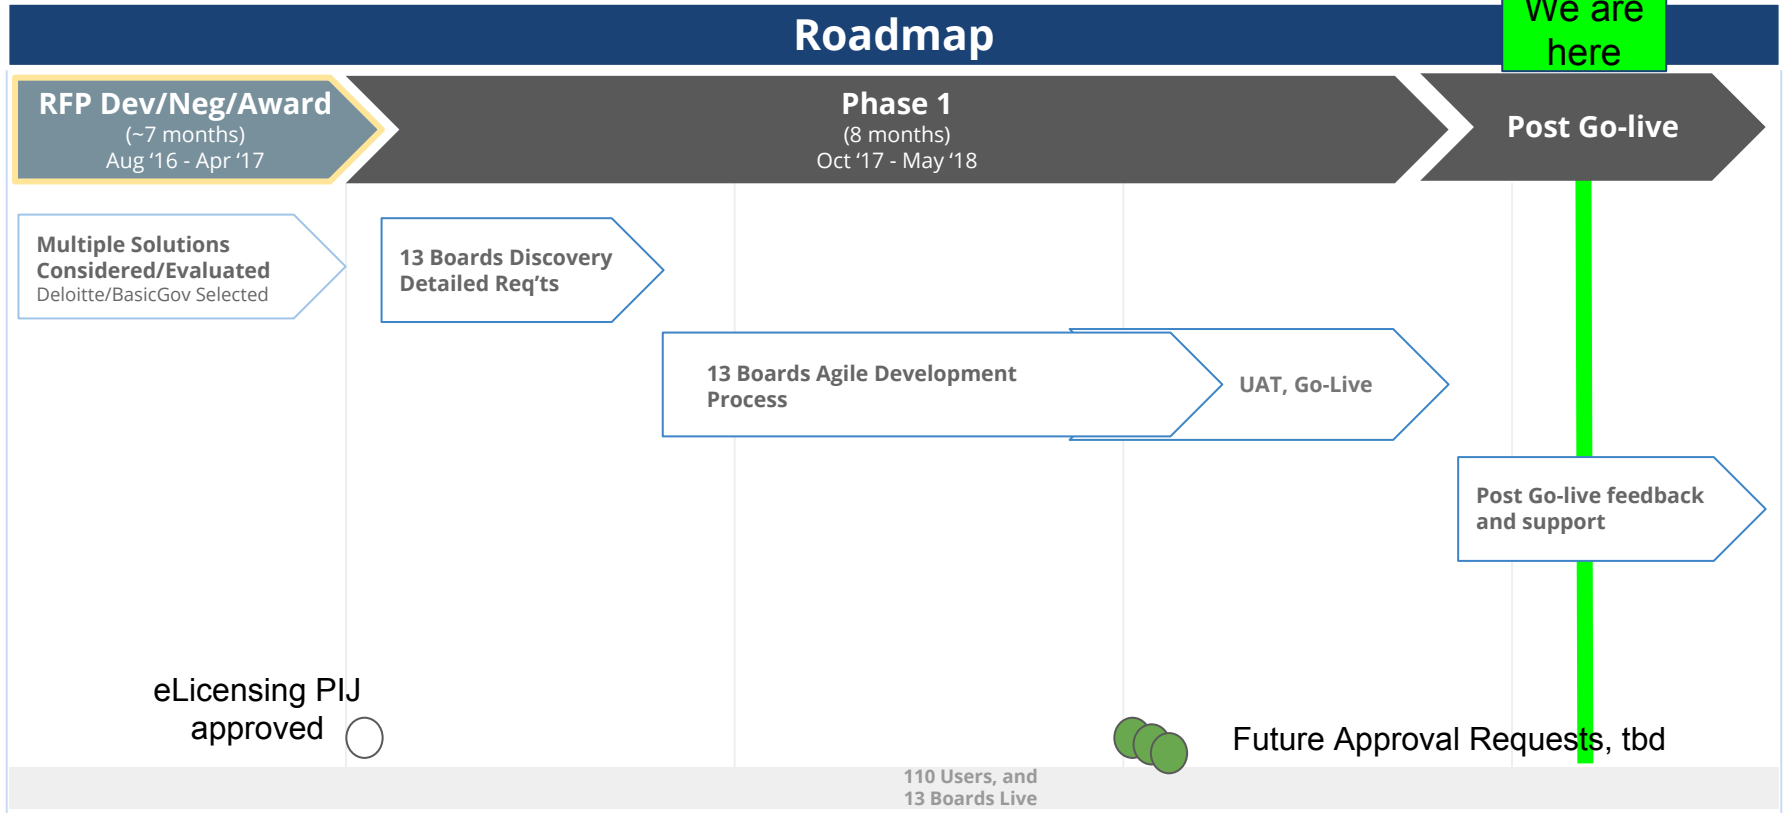 We are
here
Roadmap
RFP Dev/Neg/Award
(~7 months)
Aug ‘16 - Apr ‘17
Phase 1
(8 months)
Oct ‘17 - May ‘18
Post Go-live
Multiple Solutions
Considered/Evaluated
Deloitte/BasicGov Selected
13 Boards Discovery
Detailed Req’ts
13 Boards Agile Development
Process
UAT, Go-Live
Post Go-live feedback
and support
eLicensing PIJ
approved
Future Approval Requests, tbd
110 Users, and
13 Boards Live